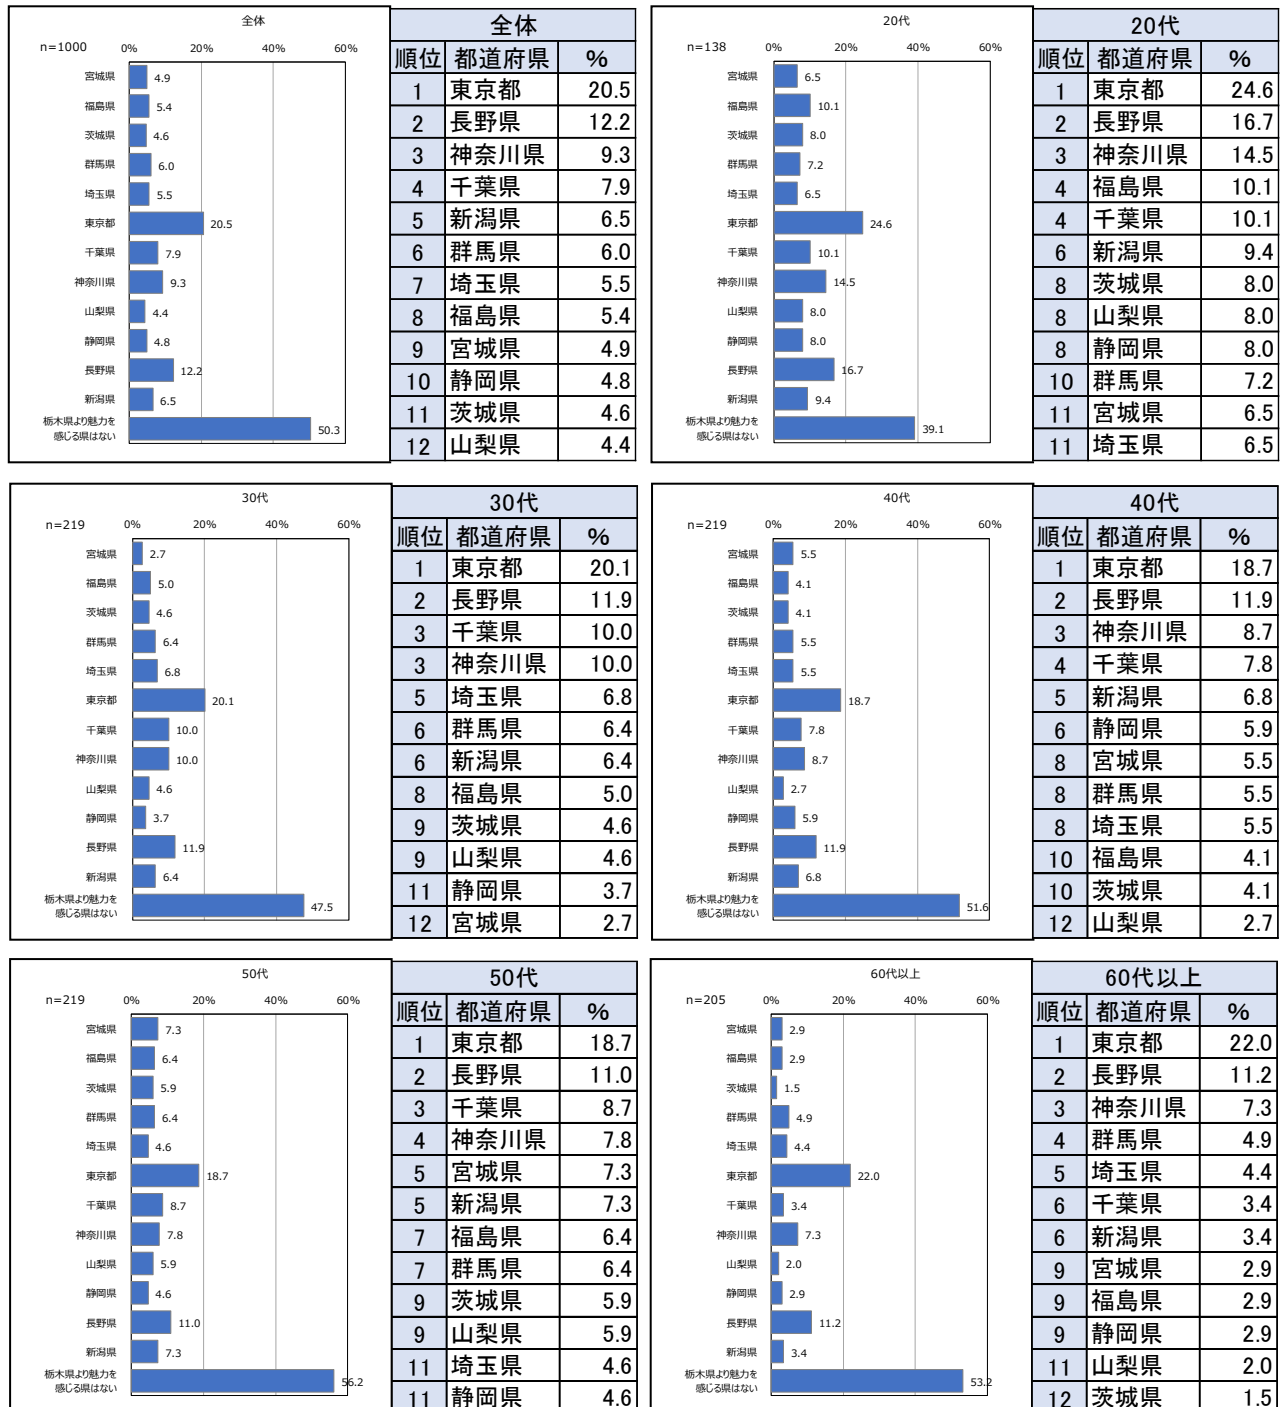 全体
n=1000 0% 20% 40% 60%
宮城県 4.9
福島県 5.4
茨城県 4.6
群馬県 6.0
埼玉県 5.5
東京都 20.5
千葉県 7.9
神奈川県 9.3
山梨県 4.4
静岡県 4.8
長野県 12.2
新潟県 6.5
栃木県より魅力を
感じる県はない 50.3
全体
順位 都道府県 %
1 東京都 20.5
2 長野県 12.2
3 神奈川県 9.3
4 千葉県 7.9
5 新潟県 6.5
6 群馬県 6.0
7 埼玉県 5.5
8 福島県 5.4
9 宮城県 4.9
10 静岡県 4.8
11 茨城県 4.6
12 山梨県 4.4
20代
n=138 0% 20% 40% 60%
宮城県 6.5
福島県 10.1
茨城県 8.0
群馬県 7.2
埼玉県 6.5
東京都 24.6
千葉県 10.1
神奈川県 14.5
山梨県 8.0
静岡県 8.0
長野県 16.7
新潟県 9.4
栃木県より魅力を
感じる県はない 39.1
20代
順位 都道府県 %
1 東京都 24.6
2 長野県 16.7
3 神奈川県 14.5
4 福島県 10.1
4 千葉県 10.1
6 新潟県 9.4
8 茨城県 8.0
8 山梨県 8.0
8 静岡県 8.0
10 群馬県 7.2
11 宮城県 6.5
11 埼玉県 6.5
30代
n=219 0% 20% 40% 60%
宮城県 2.7
福島県 5.0
茨城県 4.6
群馬県 6.4
埼玉県 6.8
東京都 20.1
千葉県 10.0
神奈川県 10.0
山梨県 4.6
静岡県 3.7
長野県 11.9
新潟県 6.4
栃木県より魅力を
感じる県はない 47.5
30代
順位 都道府県 %
1 東京都 20.1
2 長野県 11.9
3 千葉県 10.0
3 神奈川県 10.0
5 埼玉県 6.8
6 群馬県 6.4
6 新潟県 6.4
8 福島県 5.0
9 茨城県 4.6
9 山梨県 4.6
11 静岡県 3.7
12 宮城県 2.7
40代
n=219 0% 20% 40% 60%
宮城県 5.5
福島県 4.1
茨城県 4.1
群馬県 5.5
埼玉県 5.5
東京都 18.7
千葉県 7.8
神奈川県 8.7
山梨県 2.7
静岡県 5.9
長野県 11.9
新潟県 6.8
栃木県より魅力を
感じる県はない 51.6
40代
順位 都道府県 %
1 東京都 18.7
2 長野県 11.9
3 神奈川県 8.7
4 千葉県 7.8
5 新潟県 6.8
6 静岡県 5.9
8 宮城県 5.5
8 群馬県 5.5
8 埼玉県 5.5
10 福島県 4.1
10 茨城県 4.1
12 山梨県 2.7
50代
n=219 0% 20% 40% 60%
宮城県 7.3
福島県 6.4
茨城県 5.9
群馬県 6.4
埼玉県 4.6
東京都 18.7
千葉県 8.7
神奈川県 7.8
山梨県 5.9
静岡県 4.6
長野県 11.0
新潟県 7.3
栃木県より魅力を
感じる県はない 56.2
50代
順位 都道府県 %
1 東京都 18.7
2 長野県 11.0
3 千葉県 8.7
4 神奈川県 7.8
5 宮城県 7.3
5 新潟県 7.3
7 福島県 6.4
7 群馬県 6.4
9 茨城県 5.9
9 山梨県 5.9
11 埼玉県 4.6
11 静岡県 4.6
60代以上
n=205 0% 20% 40% 60%
宮城県 2.9
福島県 2.9
茨城県 1.5
群馬県 4.9
埼玉県 4.4
東京都 22.0
千葉県 3.4
神奈川県 7.3
山梨県 2.0
静岡県 2.9
長野県 11.2
新潟県 3.4
栃木県より魅力を
感じる県はない 53.2
60代以上
順位 都道府県 %
1 東京都 22.0
2 長野県 11.2
3 神奈川県 7.3
4 群馬県 4.9
5 埼玉県 4.4
6 千葉県 3.4
6 新潟県 3.4
9 宮城県 2.9
9 福島県 2.9
9 静岡県 2.9
11 山梨県 2.0
12 茨城県 1.5